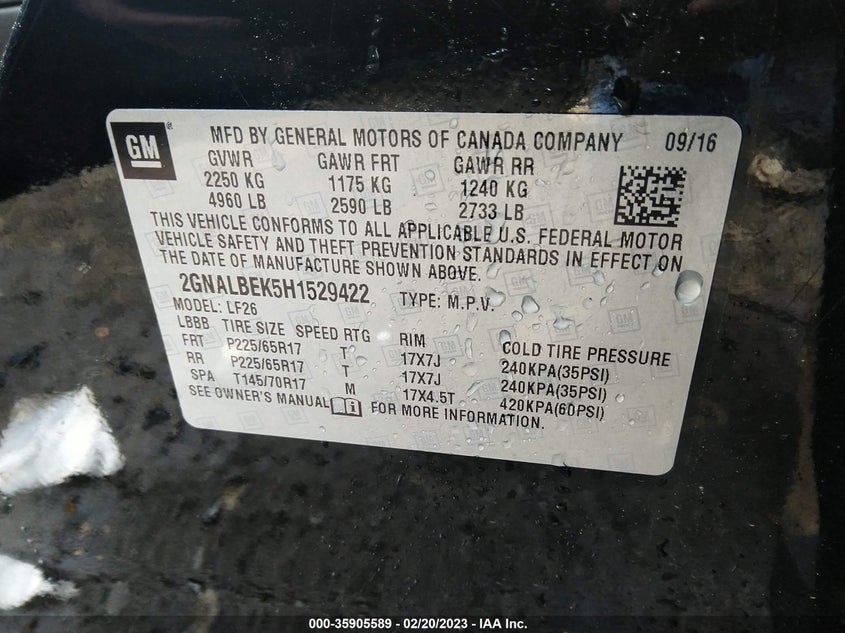 GM ® MFD BY GENERAL MOTORS OF CANADA COMPANY 09/16
GVWR GAWR FRT GAWR RR
2250 KG 1175 KG 1240 KG
4960 LB 2590 LB 2733 LB
THIS VEHICLE CONFORMS TO ALL APPLICABLE U.S. FEDERAL MOTOR
VEHICLE SAFETY AND THEFT PREVENTION STANDARDS IN EFFECT ON
THE DATE OF MANUFACTURE SHOWN ABOVE.
2GNALBEK5H1529422 TYPE: M.P.V.
MODEL: LF26
LBBB TIRE SIZE SPEED RTG RIM COLD TIRE PRESSURE
FRT P225/65R17 T 17X7J 240KPA(35PSI)
RR P225/65R17 T 17X7J 240KPA(35PSI)
SPA T145/70R17 M 17X4.5T 420KPA(60PSI)
SEE OWNER'S MANUAL FOR MORE INFORMATION.
000-35905589 - 02/20/2023 - IAA Inc.